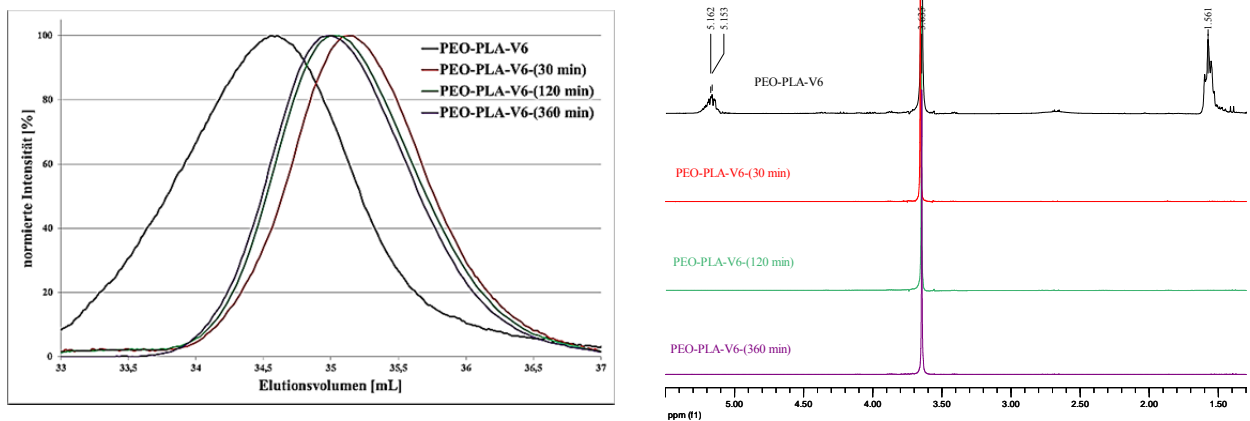 normierte Intensität [%]
100
80
60
40
20
0
33
33,5
34
34,5
35
35,5
36
36,5
37
Elutionsvolumen [mL]
PEO-PLA-V6
PEO-PLA-V6-(30 min)
PEO-PLA-V6-(120 min)
PEO-PLA-V6-(360 min)
5.162
5.153
3.635
1.561
PEO-PLA-V6
PEO-PLA-V6-(30 min)
PEO-PLA-V6-(120 min)
PEO-PLA-V6-(360 min)
5.00
4.50
4.00
3.50
3.00
2.50
2.00
1.50
ppm (f1)